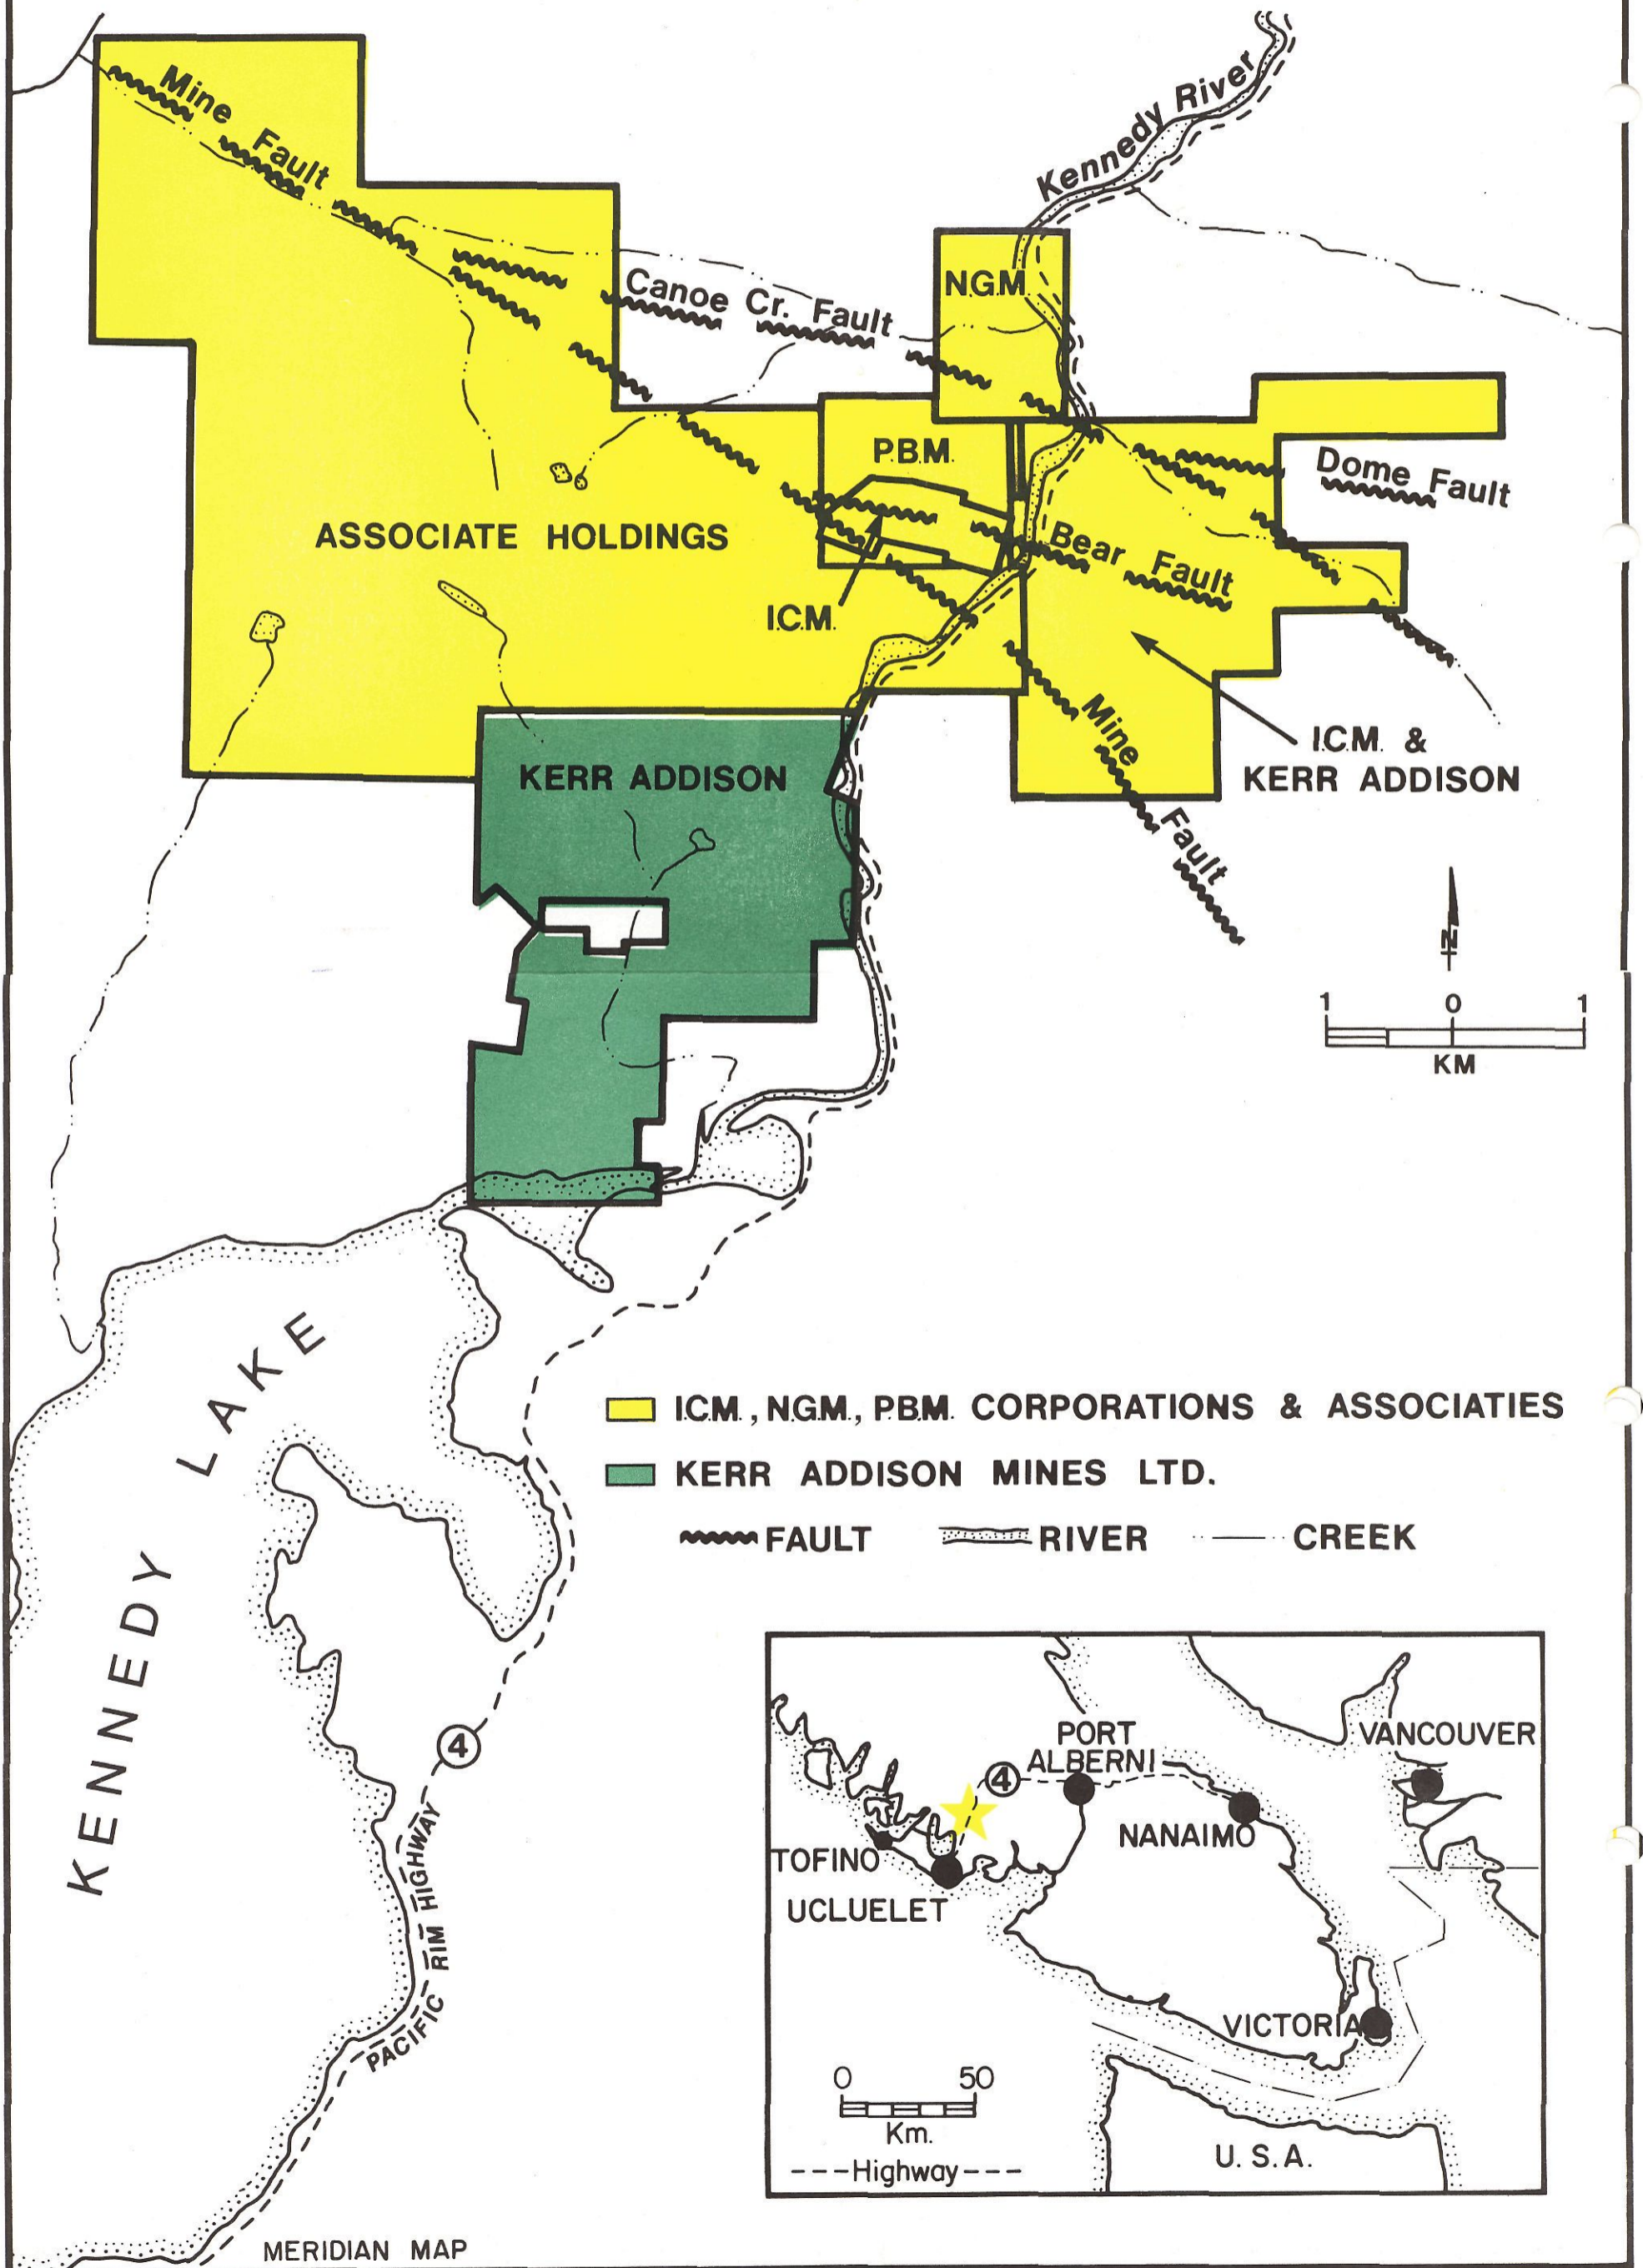 Kennedy River
Mine Fault
Canoe Cr. Fault
N.G.M.
P.B.M.
Dome Fault
ASSOCIATE HOLDINGS
Bear Fault
I.C.M.
Mine Fault
I.C.M. &
KERR ADDISON
KERR ADDISON
N
1 0 1
KM
KENNEDY LAKE
I.C.M., N.G.M., P.B.M. CORPORATIONS & ASSOCIATIES
KERR ADDISON MINES LTD.
FAULT RIVER CREEK
4
PACIFIC RIM HIGHWAY
PORT
ALBERNI
VANCOUVER
4
NANAIMO
TOFINO
UCLUELET
VICTORIA
0 50
Km.
---Highway---
U.S.A.
MERIDIAN MAP